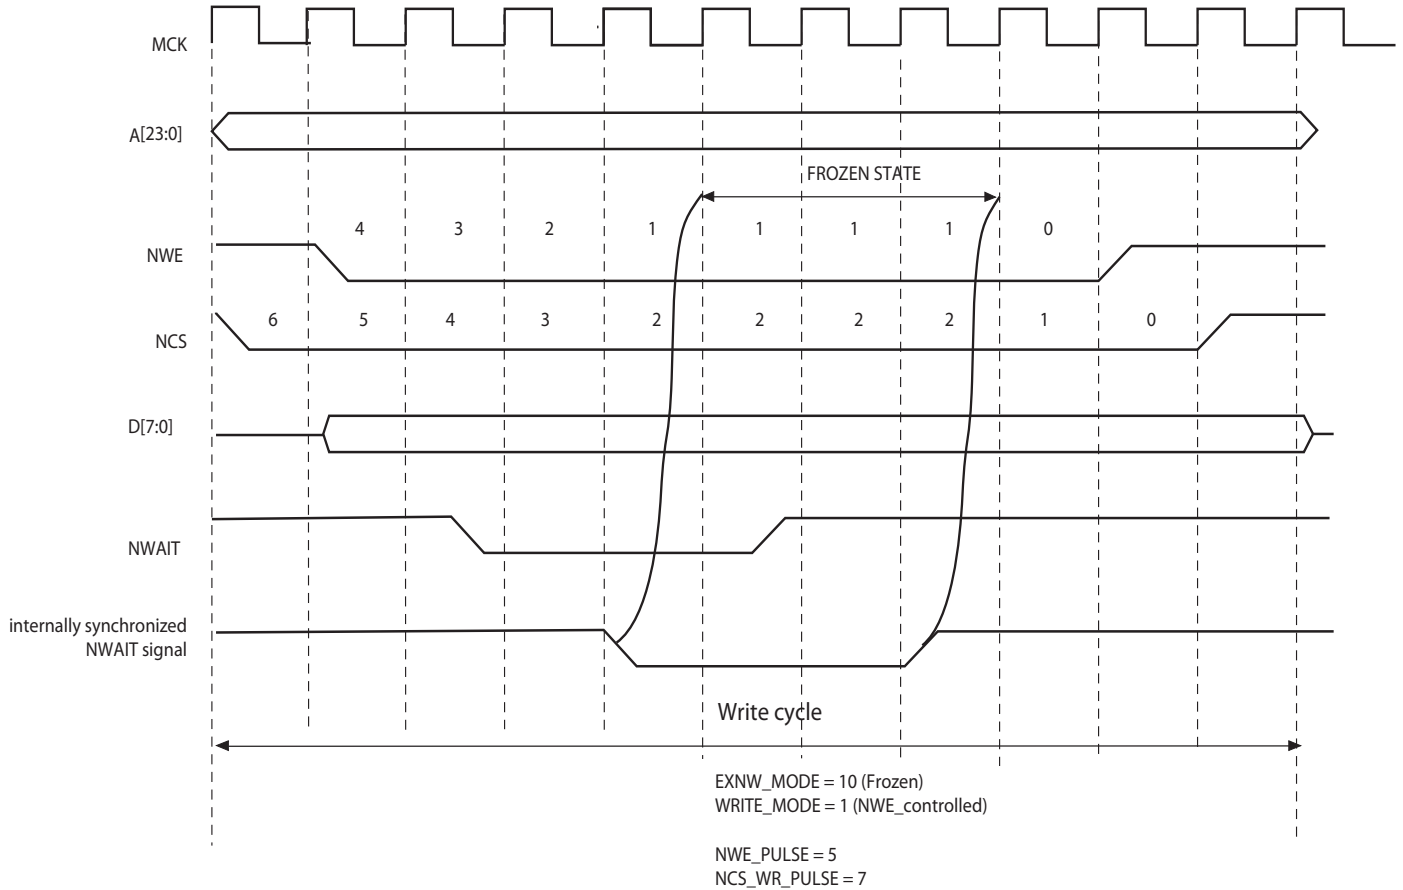 MCK
A[23:0]
FROZEN STATE
4 3 2 1 1 1 1 0
NWE
6 5 4 3 2 2 2 2 1 0
NCS
D[7:0]
NWAIT
internally synchronized
NWAIT signal
Write cycle
EXNW_MODE = 10 (Frozen)
WRITE_MODE = 1 (NWE_controlled)
NWE_PULSE = 5
NCS_WR_PULSE = 7